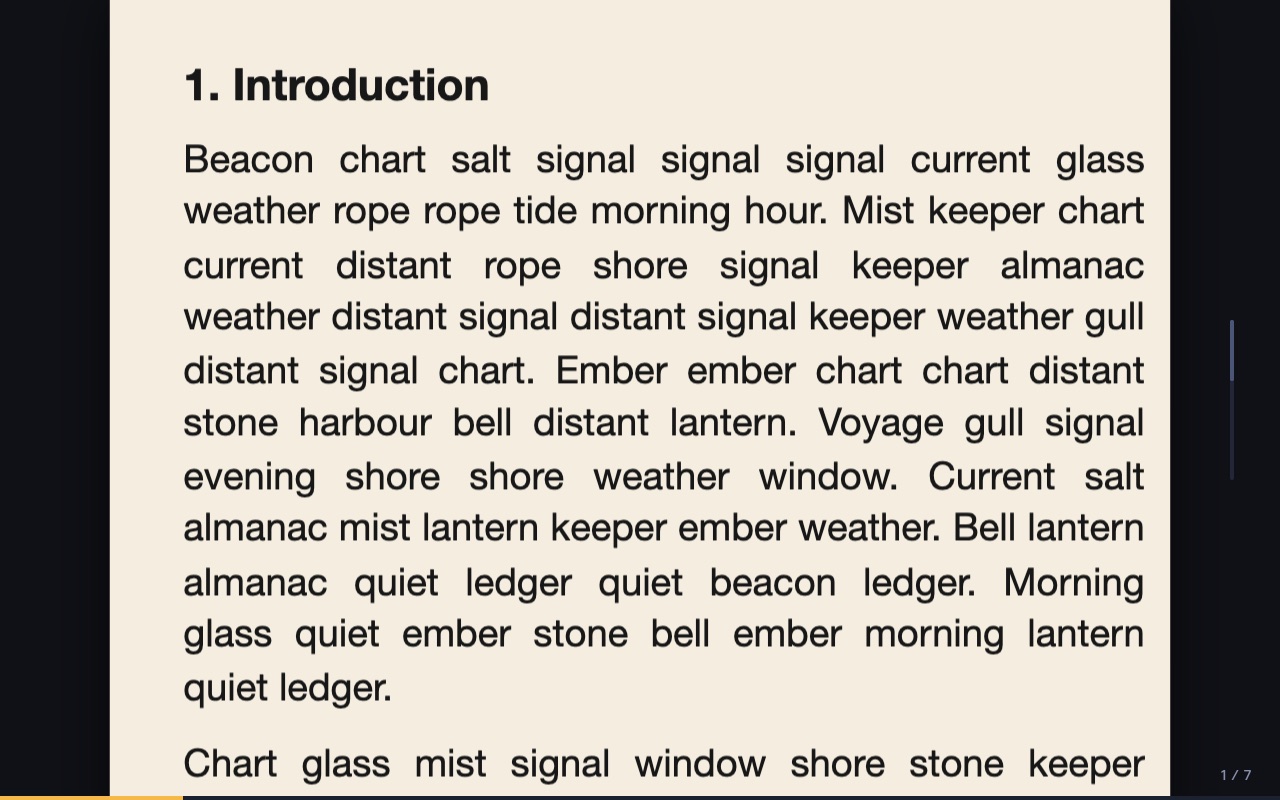 1. Introduction
Beacon chart salt signal signal signal current glass
weather rope rope tide morning hour. Mist keeper chart
current distant rope shore signal keeper almanac
weather distant signal distant signal keeper weather gull
distant signal chart. Ember ember chart chart distant
stone harbour bell distant lantern. Voyage gull signal
evening shore shore weather window. Current salt
almanac mist lantern keeper ember weather. Bell lantern
almanac quiet ledger quiet beacon ledger. Morning
glass quiet ember stone bell ember morning lantern
quiet ledger.
Chart glass mist signal window shore stone keeper
1 / 7